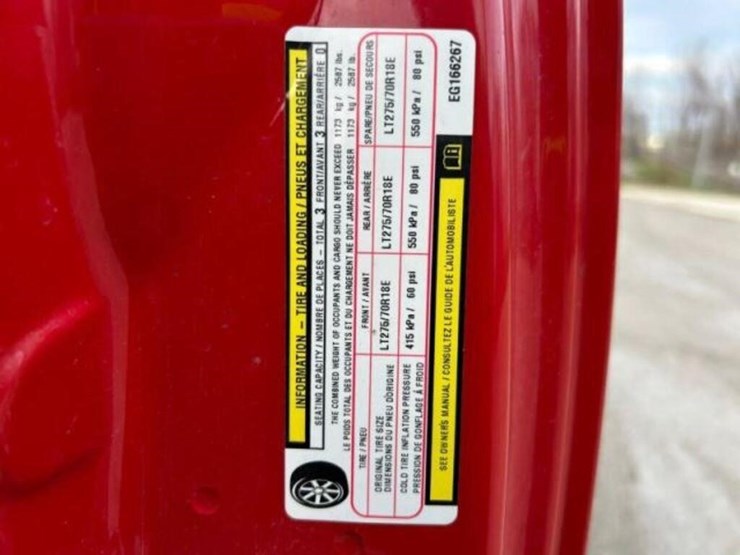 INFORMATION – TIRE AND LOADING / PNEUS ET CHARGEMENT
SEATING CAPACITY / NOMBRE DE PLACES – TOTAL 3 FRONT/AVANT 3 REAR/ARRIÈRE 0
THE COMBINED WEIGHT OF OCCUPANTS AND CARGO SHOULD NEVER EXCEED 1173 kg / 2587 lbs.
LE POIDS TOTAL DES OCCUPANTS ET DU CHARGEMENT NE DOIT JAMAIS DÉPASSER 1173 kg / 2587 lb.
TIRE / PNEU FRONT / AVANT REAR / ARRIÈRE SPARE/PNEU DE SECOURS
ORIGINAL TIRE SIZE
DIMENSIONS DU PNEU D'ORIGINE
LT275/70R18E LT275/70R18E LT275/70R18E
COLD TIRE INFLATION PRESSURE
PRESSION DE GONFLAGE À FROID
415 kPa / 60 psi 550 kPa / 80 psi 550 kPa / 80 psi
SEE OWNER'S MANUAL / CONSULTEZ LE GUIDE DE L'AUTOMOBILISTE
EG166267